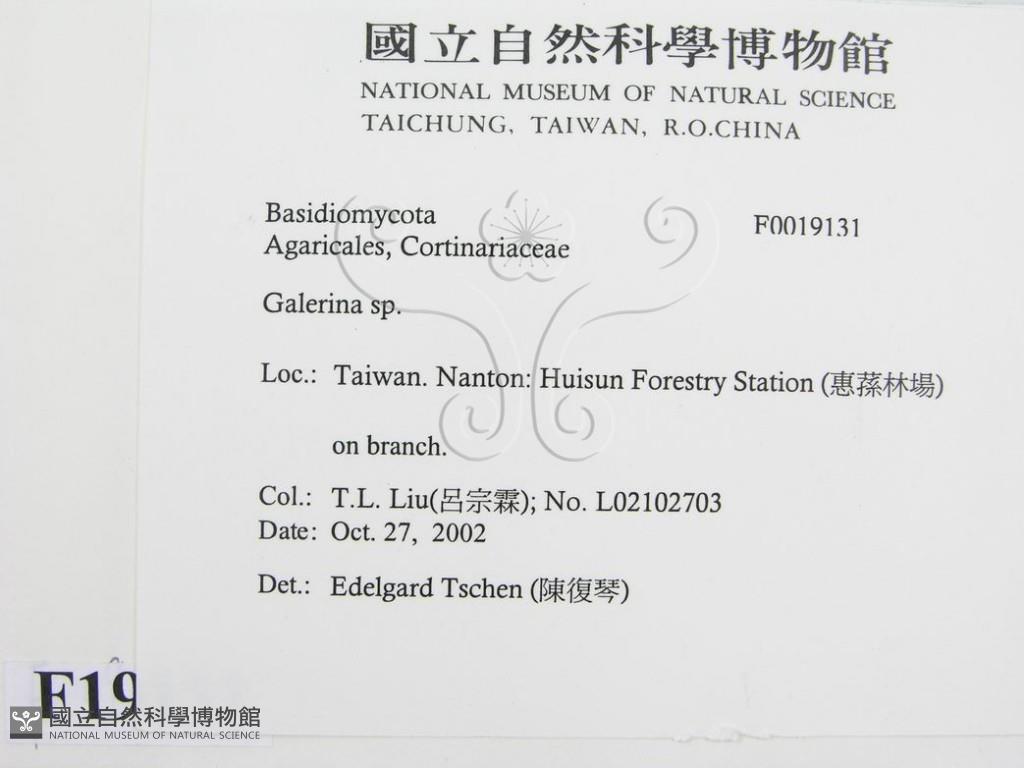 國立自然科學博物館
NATIONAL MUSEUM OF NATURAL SCIENCE
TAICHUNG, TAIWAN, R.O.CHINA
Basidiomycota F0019131
Agaricales, Cortinariaceae
Galerina sp.
Loc.: Taiwan. Nanton: Huisun Forestry Station (惠蓀林場)
on branch.
Col.: T.L. Liu(呂宗霖); No. L02102703
Date: Oct. 27, 2002
Det.: Edelgard Tschen (陳復琴)
F19
國立自然科學博物館
NATIONAL MUSEUM OF NATURAL SCIENCE